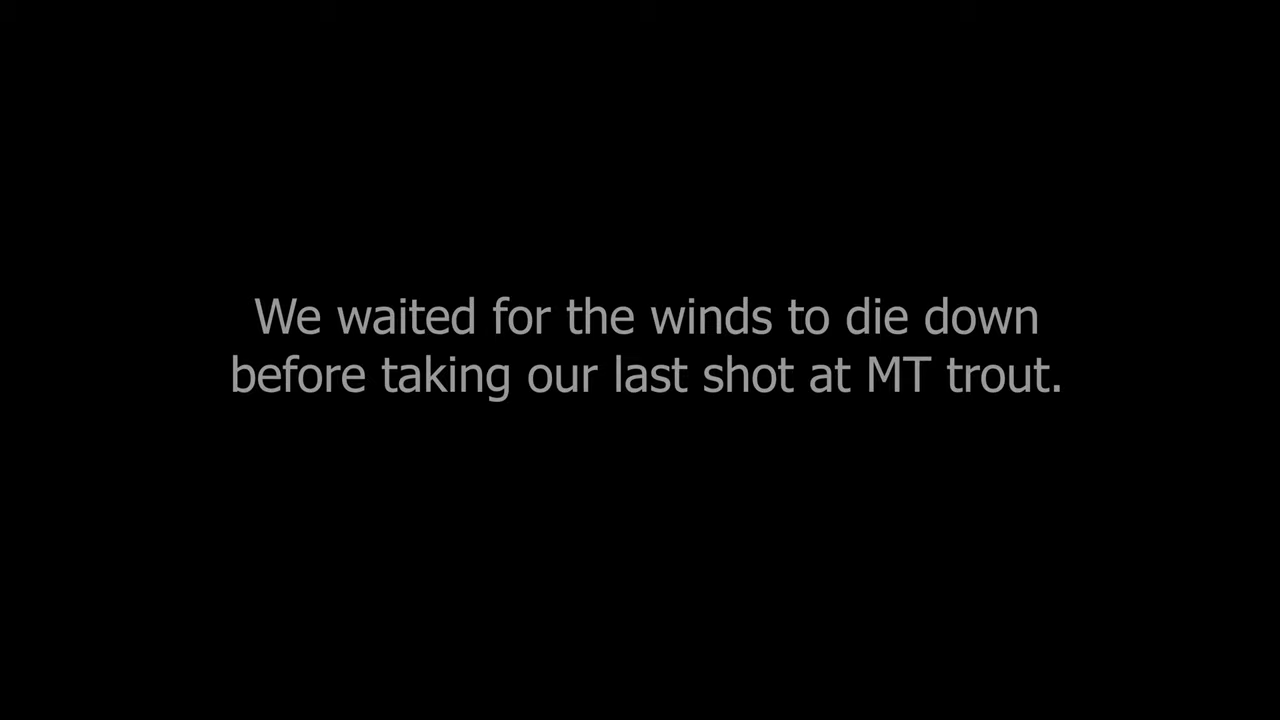 We waited for the winds to die down
before taking our last shot at MT trout.